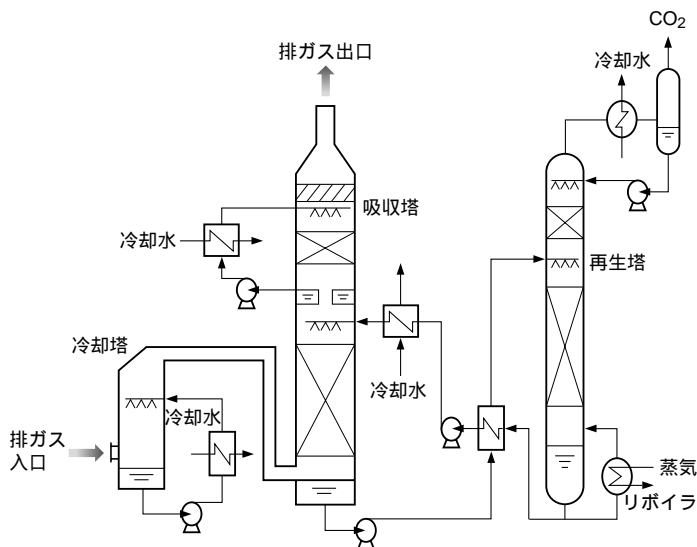 CO₂
冷却水
排ガス出口
吸収塔
冷却水
再生塔
冷却塔
冷却水
冷却水
排ガス
入口
蒸気
リボイラ